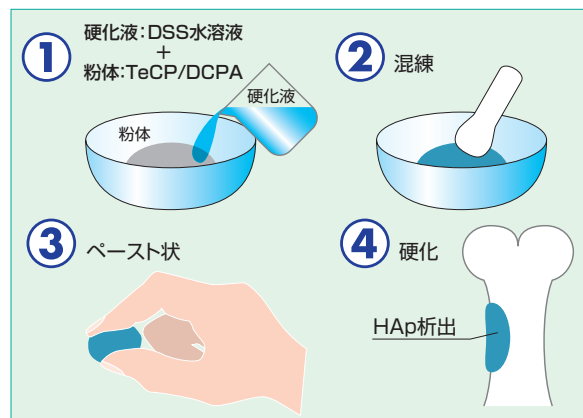 ① 硬化液:DSS水溶液
+
粉体:TeCP/DCPA
硬化液
粉体
② 混練
③ ペースト状
④ 硬化
HAp析出